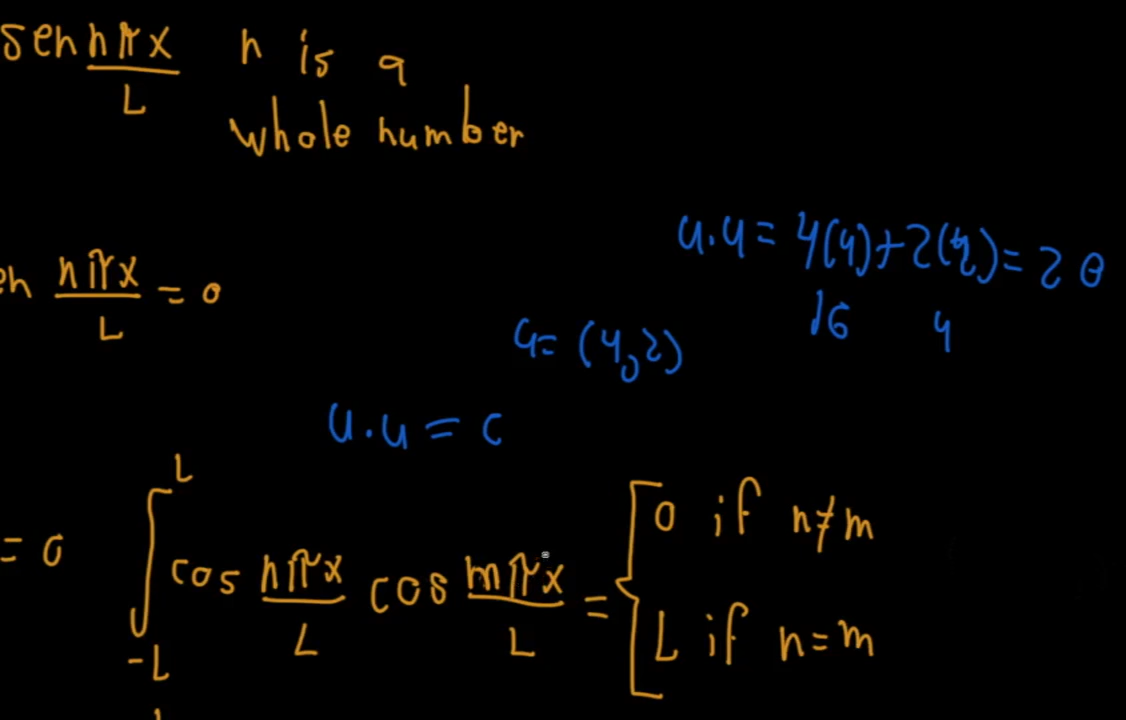 sen nπx/L n is a
whole number
u.u = 4(4)+2(2)= 20
16 4
en nπx/L = 0
u= (4,2)
u.u = c
= 0 ∫_{-L}^{L} cos nπx/L cos mπx/L = { 0 if n≠m
L if n=m